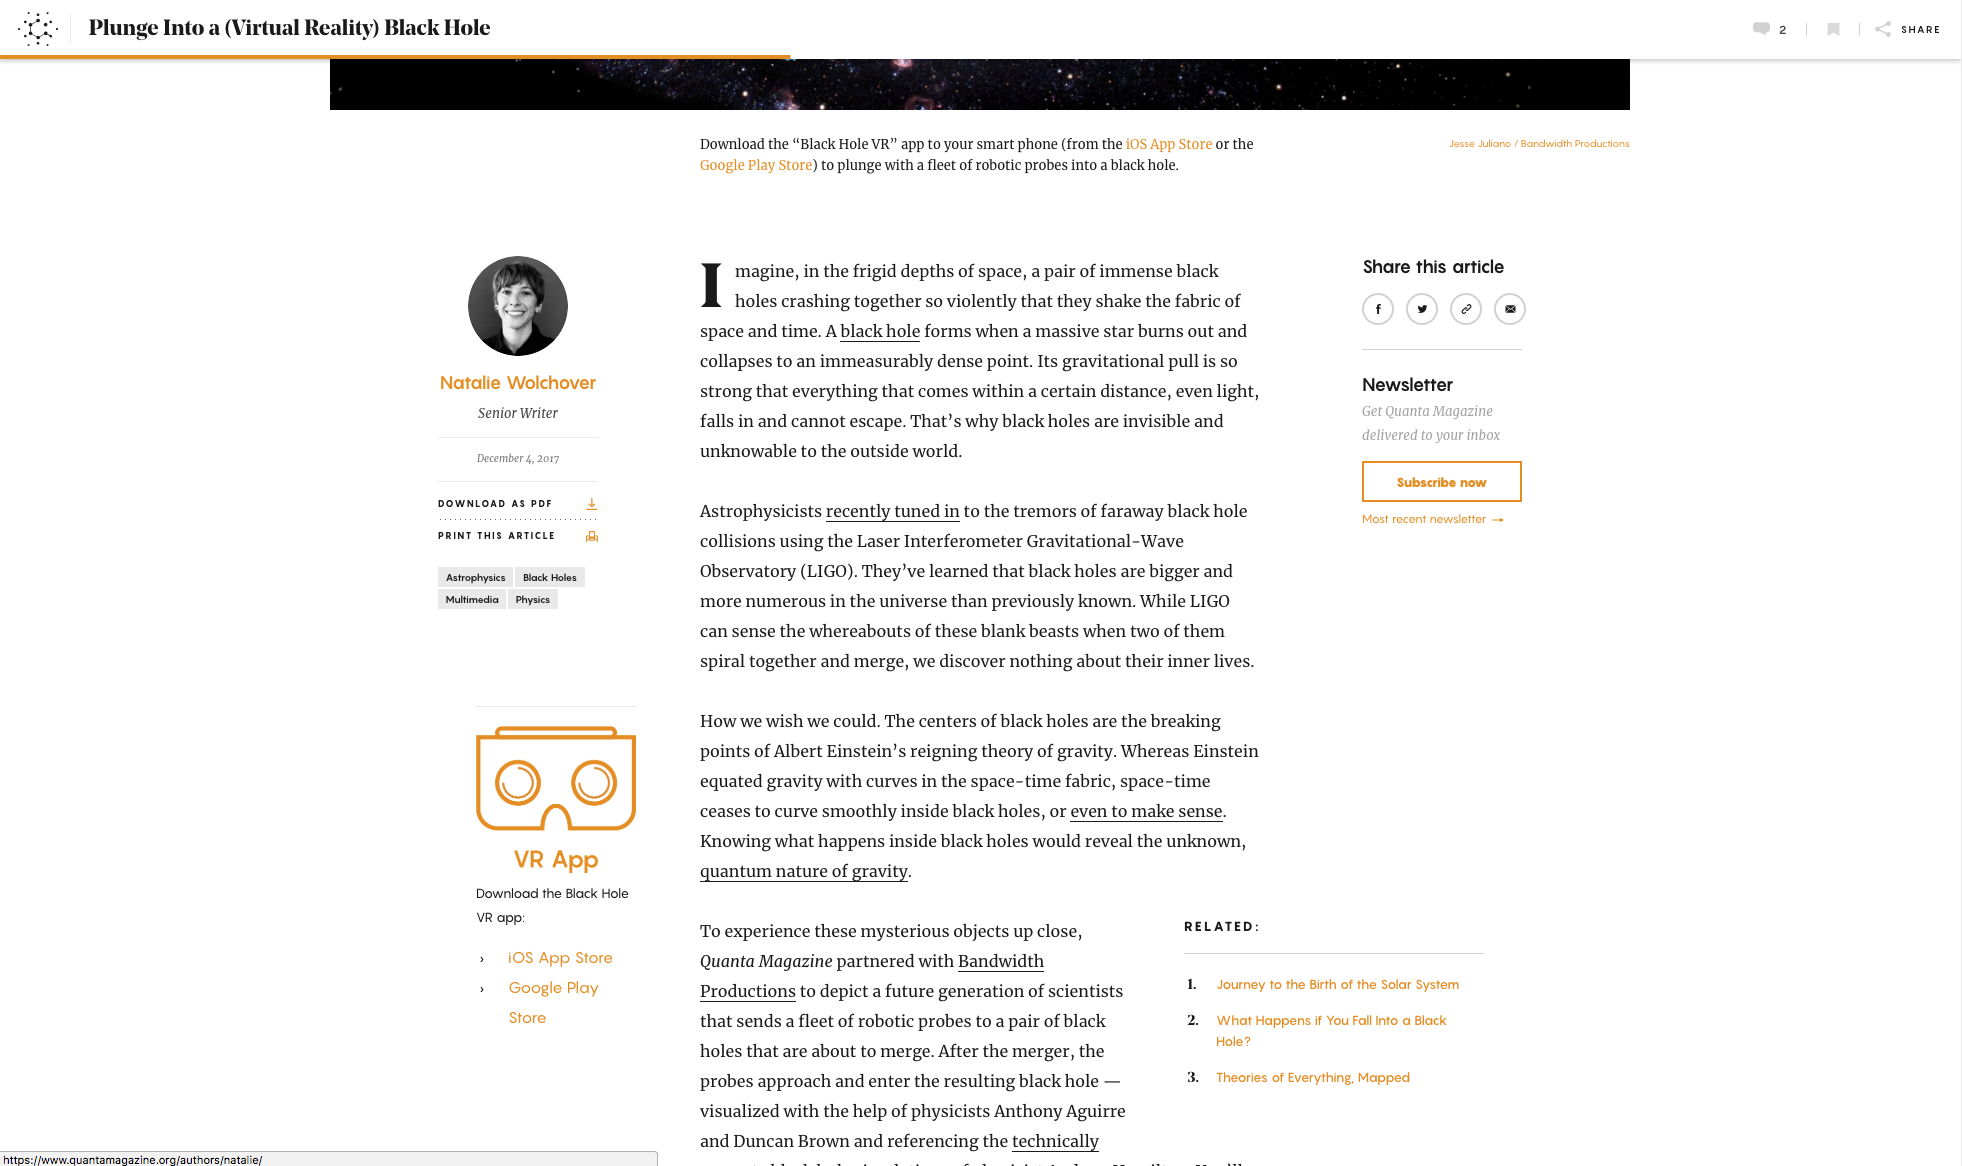 Plunge Into a (Virtual Reality) Black Hole
2
SHARE
Download the “Black Hole VR” app to your smart phone (from the iOS App Store or the
Google Play Store) to plunge with a fleet of robotic probes into a black hole.
Jesse Juliano / Bandwidth Productions
Natalie Wolchover
Senior Writer
December 4, 2017
DOWNLOAD AS PDF
PRINT THIS ARTICLE
Astrophysics Black Holes
Multimedia Physics
VR App
Download the Black Hole
VR app:
› iOS App Store
› Google Play
Store
Imagine, in the frigid depths of space, a pair of immense black
holes crashing together so violently that they shake the fabric of
space and time. A black hole forms when a massive star burns out and
collapses to an immeasurably dense point. Its gravitational pull is so
strong that everything that comes within a certain distance, even light,
falls in and cannot escape. That’s why black holes are invisible and
unknowable to the outside world.
Astrophysicists recently tuned in to the tremors of faraway black hole
collisions using the Laser Interferometer Gravitational-Wave
Observatory (LIGO). They’ve learned that black holes are bigger and
more numerous in the universe than previously known. While LIGO
can sense the whereabouts of these blank beasts when two of them
spiral together and merge, we discover nothing about their inner lives.
How we wish we could. The centers of black holes are the breaking
points of Albert Einstein’s reigning theory of gravity. Whereas Einstein
equated gravity with curves in the space-time fabric, space-time
ceases to curve smoothly inside black holes, or even to make sense.
Knowing what happens inside black holes would reveal the unknown,
quantum nature of gravity.
To experience these mysterious objects up close,
Quanta Magazine partnered with Bandwidth
Productions to depict a future generation of scientists
that sends a fleet of robotic probes to a pair of black
holes that are about to merge. After the merger, the
probes approach and enter the resulting black hole —
visualized with the help of physicists Anthony Aguirre
and Duncan Brown and referencing the technically
Share this article
Newsletter
Get Quanta Magazine
delivered to your inbox
Subscribe now
Most recent newsletter
RELATED:
1. Journey to the Birth of the Solar System
2. What Happens if You Fall Into a Black
Hole?
3. Theories of Everything, Mapped
https://www.quantamagazine.org/authors/natalie/